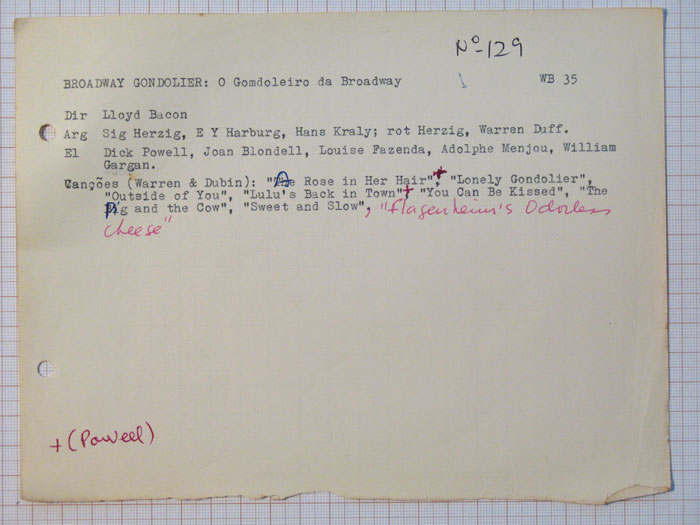 Nº-129
BROADWAY GONDOLIER: O Gomdoleiro da Broadway WB 35
Dir Lloyd Bacon
Arg Sig Herzig, E Y Harburg, Hans Kraly; rot Herzig, Warren Duff.
El Dick Powell, Joan Blondell, Louise Fazenda, Adolphe Menjou, William
Gargan.
Canções (Warren & Dubin): "A Rose in Her Hair"+, "Lonely Gondolier",
"Outside of You", "Lulu's Back in Town"+ "You Can Be Kissed", "The
Pig and the Cow", "Sweet and Slow", "Flagenheim's Odorless
Cheese"
+ (Powell)